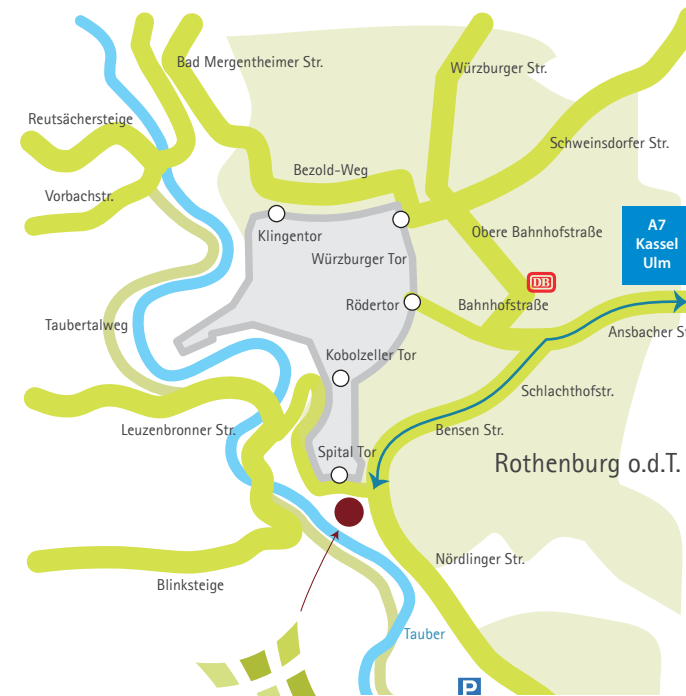 Bad Mergentheimer Str.
Würzburger Str.
Reutsächersteige
Schweinsdorfer Str.
Bezold-Weg
Vorbachstr.
A7
Kassel
Ulm
Klingentor
Obere Bahnhofstraße
Würzburger Tor
DB
Rödertor
Bahnhofstraße
Taubertalweg
Ansbacher St
Kobolzeller Tor
Schlachthofstr.
Leuzenbronner Str.
Bensen Str.
Spital Tor
Rothenburg o.d.T.
Nördlinger Str.
Blinksteige
Tauber
P